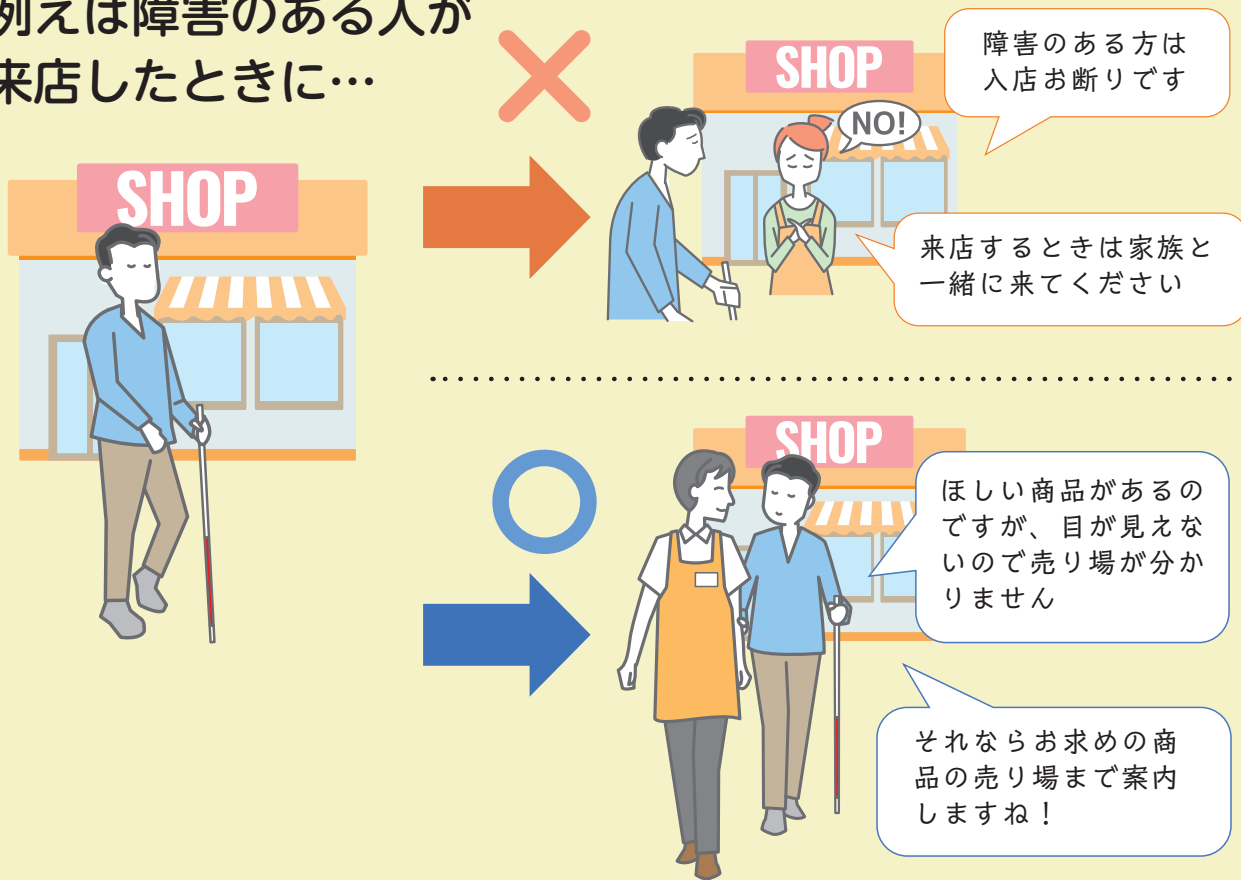 例えば障害のある人が
来店したときに…
SHOP
SHOP
NO!
障害のある方は
入店お断りです
来店するときは家族と
一緒に来てください
SHOP
ほしい商品があるの
ですが、目が見えな
いので売り場が分か
りません
それならお求めの商
品の売り場まで案内
しますね！